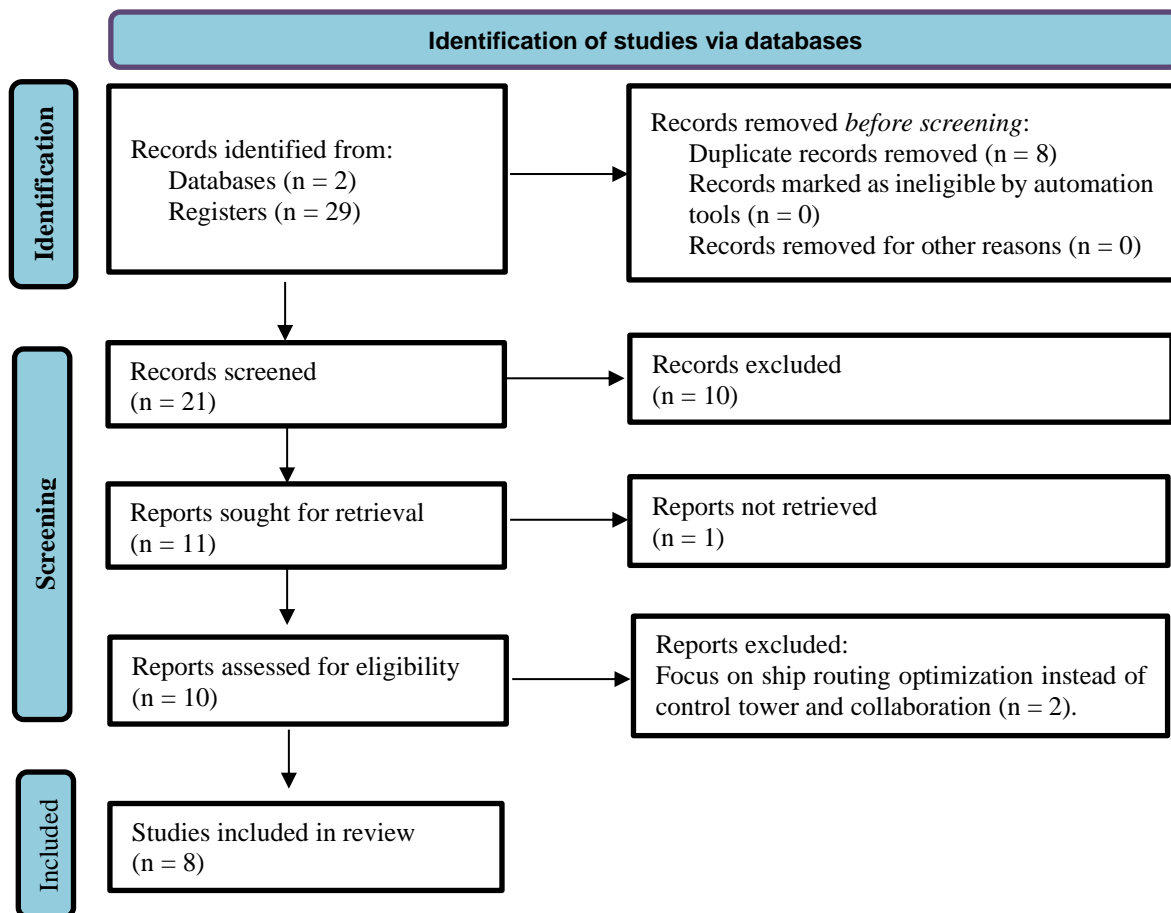 Identification of studies via databases
Identification
Records identified from:
Databases (n = 2)
Registers (n = 29)
Records removed before screening:
Duplicate records removed (n = 8)
Records marked as ineligible by automation
tools (n = 0)
Records removed for other reasons (n = 0)
Screening
Records screened
(n = 21)
Records excluded
(n = 10)
Reports sought for retrieval
(n = 11)
Reports not retrieved
(n = 1)
Reports assessed for eligibility
(n = 10)
Reports excluded:
Focus on ship routing optimization instead of
control tower and collaboration (n = 2).
Included
Studies included in review
(n = 8)